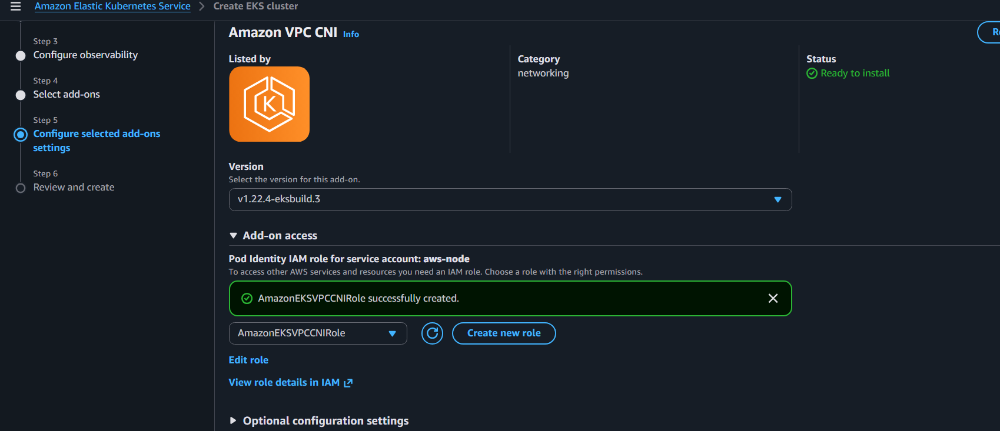 Amazon Elastic Kubernetes Service
Create EKS cluster
Step 3
Configure observability
Step 4
Select add-ons
Step 5
Configure selected add-ons
settings
Step 6
Review and create
Amazon VPC CNI Info
Listed by
K
Category
networking
Status
Ready to install
Version
Select the version for this add-on.
v1.22.4-eksbuild.3
Add-on access
Pod Identity IAM role for service account: aws-node
To access other AWS services and resources you need an IAM role. Choose a role with the right permissions.
AmazonEKSVPCCNIRole successfully created.
AmazonEKSVPCCNIRole
Create new role
Edit role
View role details in IAM
Optional configuration settings